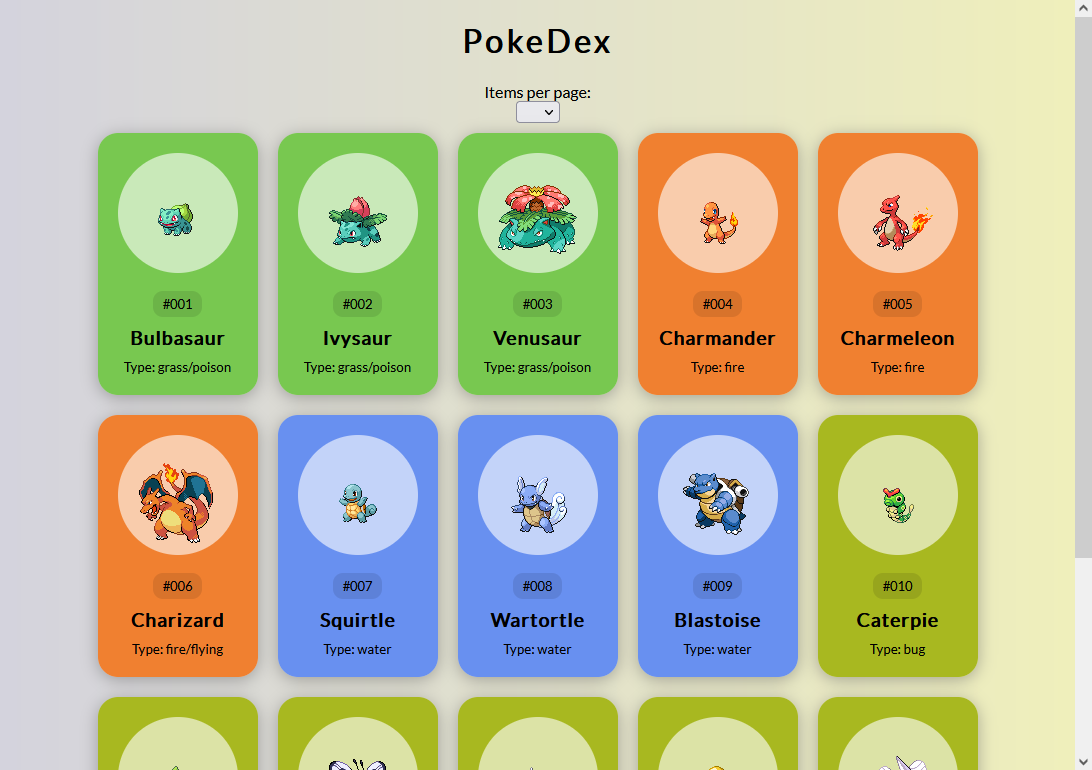 PokeDex
Items per page:
#001
Bulbasaur
Type: grass/poison
#002
Ivysaur
Type: grass/poison
#003
Venusaur
Type: grass/poison
#004
Charmander
Type: fire
#005
Charmeleon
Type: fire
#006
Charizard
Type: fire/flying
#007
Squirtle
Type: water
#008
Wartortle
Type: water
#009
Blastoise
Type: water
#010
Caterpie
Type: bug